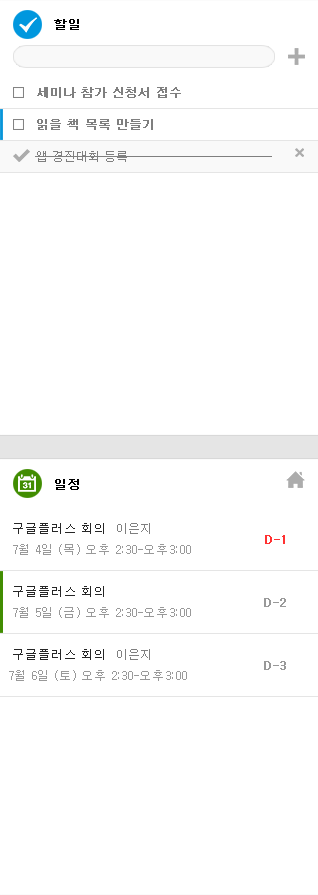 할일
세미나 참가 신청서 접수
읽을 책 목록 만들기
앱 경진대회 등록
31
일정
구글플러스 회의 이은지
7월 4일 (목) 오후 2:30-오후3:00
D-1
구글플러스 회의
7월 5일 (금) 오후 2:30-오후3:00
D-2
구글플러스 회의 이은지
7월 6일 (토) 오후 2:30-오후3:00
D-3